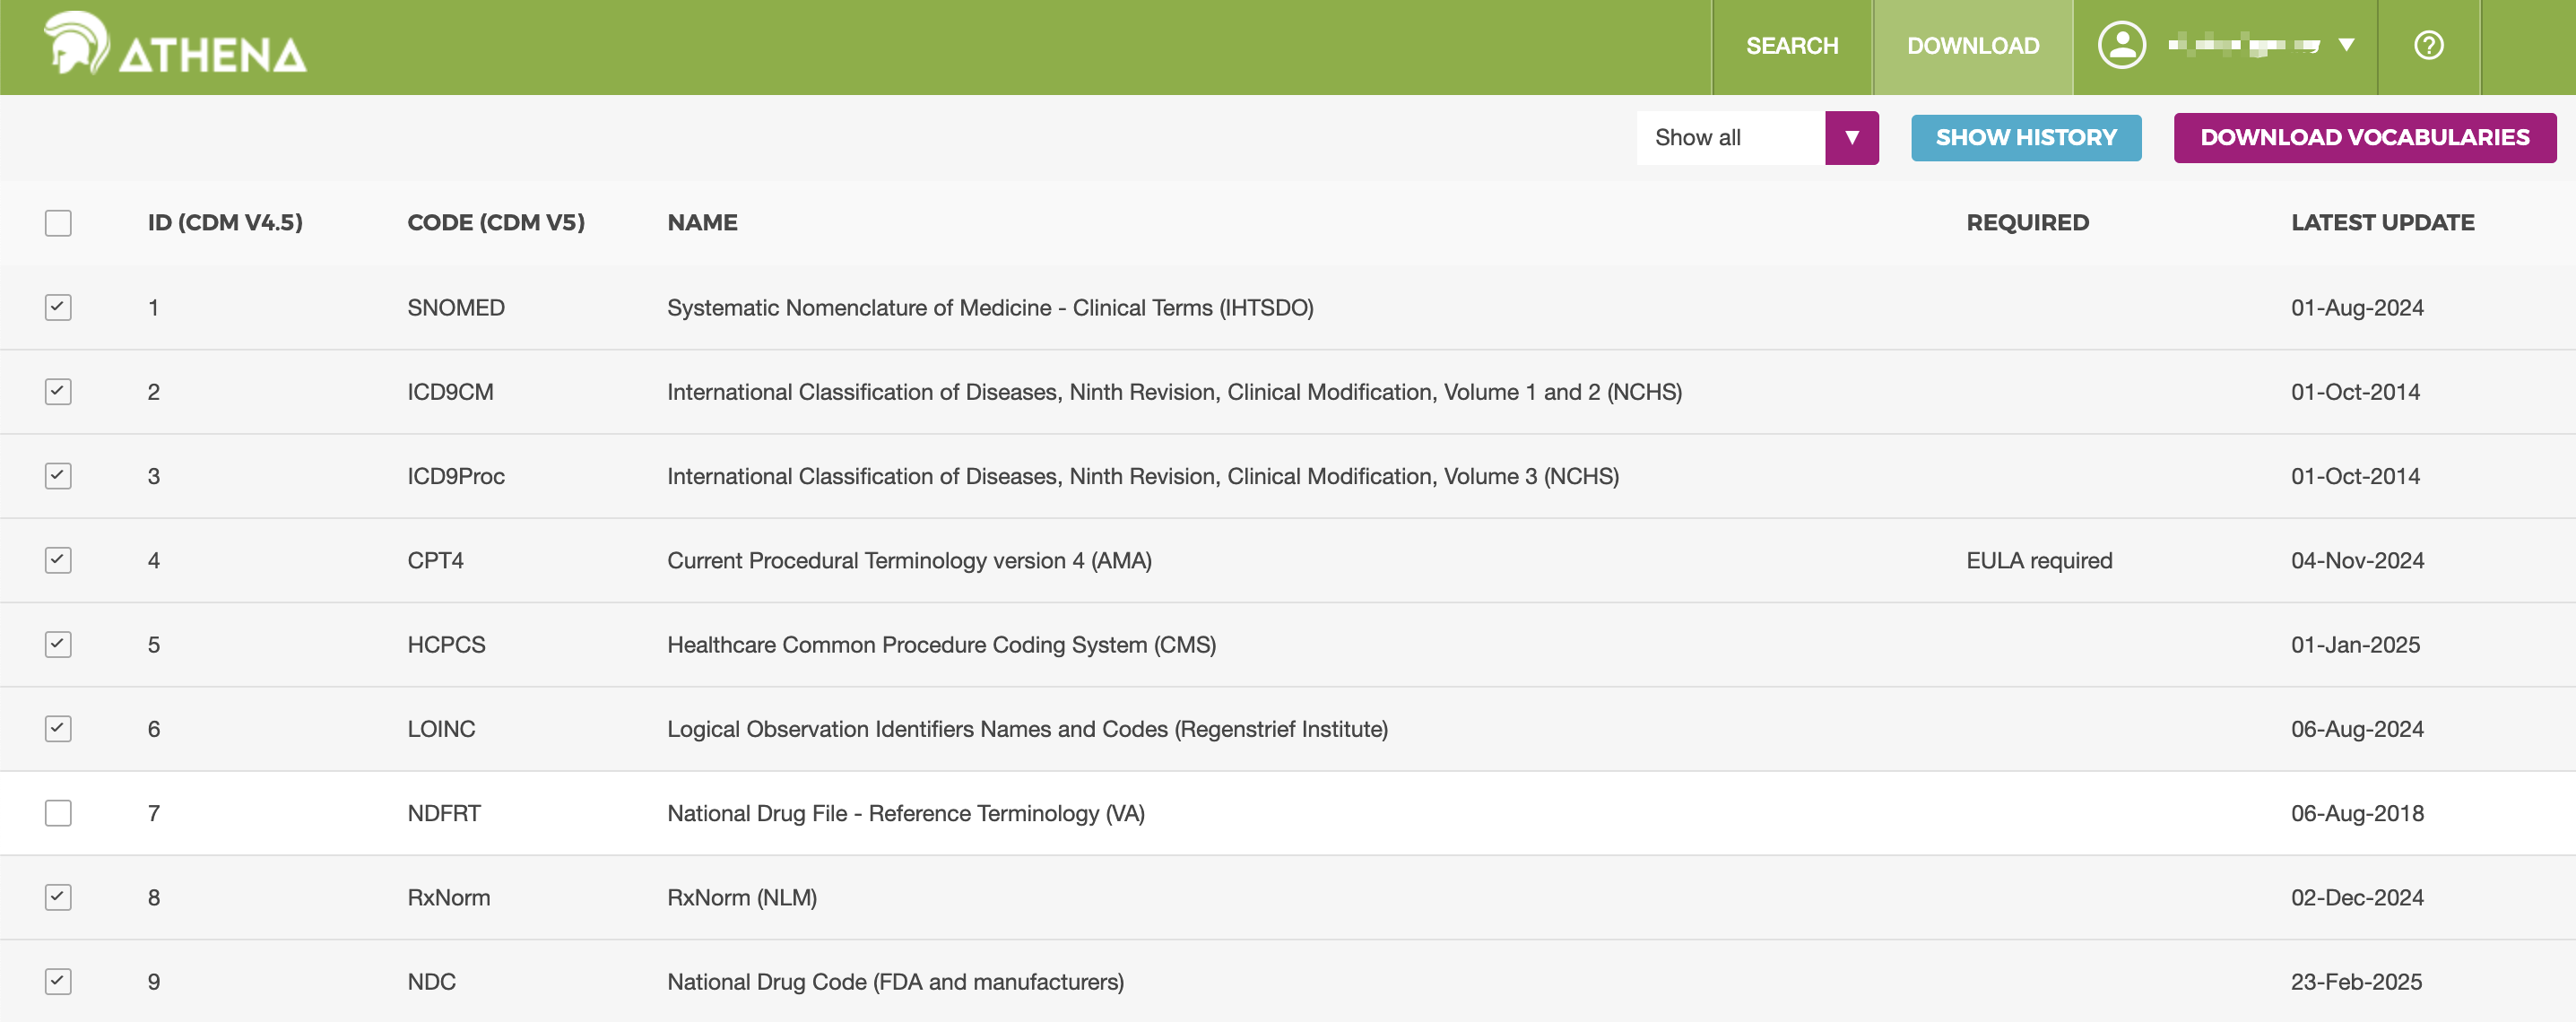 ATHENA SEARCH DOWNLOAD
Show all SHOW HISTORY DOWNLOAD VOCABULARIES
ID (CDM V4.5) CODE (CDM V5) NAME REQUIRED LATEST UPDATE
1 SNOMED Systematic Nomenclature of Medicine - Clinical Terms (IHTSDO) 01-Aug-2024
2 ICD9CM International Classification of Diseases, Ninth Revision, Clinical Modification, Volume 1 and 2 (NCHS) 01-Oct-2014
3 ICD9Proc International Classification of Diseases, Ninth Revision, Clinical Modification, Volume 3 (NCHS) 01-Oct-2014
4 CPT4 Current Procedural Terminology version 4 (AMA) EULA required 04-Nov-2024
5 HCPCS Healthcare Common Procedure Coding System (CMS) 01-Jan-2025
6 LOINC Logical Observation Identifiers Names and Codes (Regenstrief Institute) 06-Aug-2024
7 NDFRT National Drug File - Reference Terminology (VA) 06-Aug-2018
8 RxNorm RxNorm (NLM) 02-Dec-2024
9 NDC National Drug Code (FDA and manufacturers) 23-Feb-2025